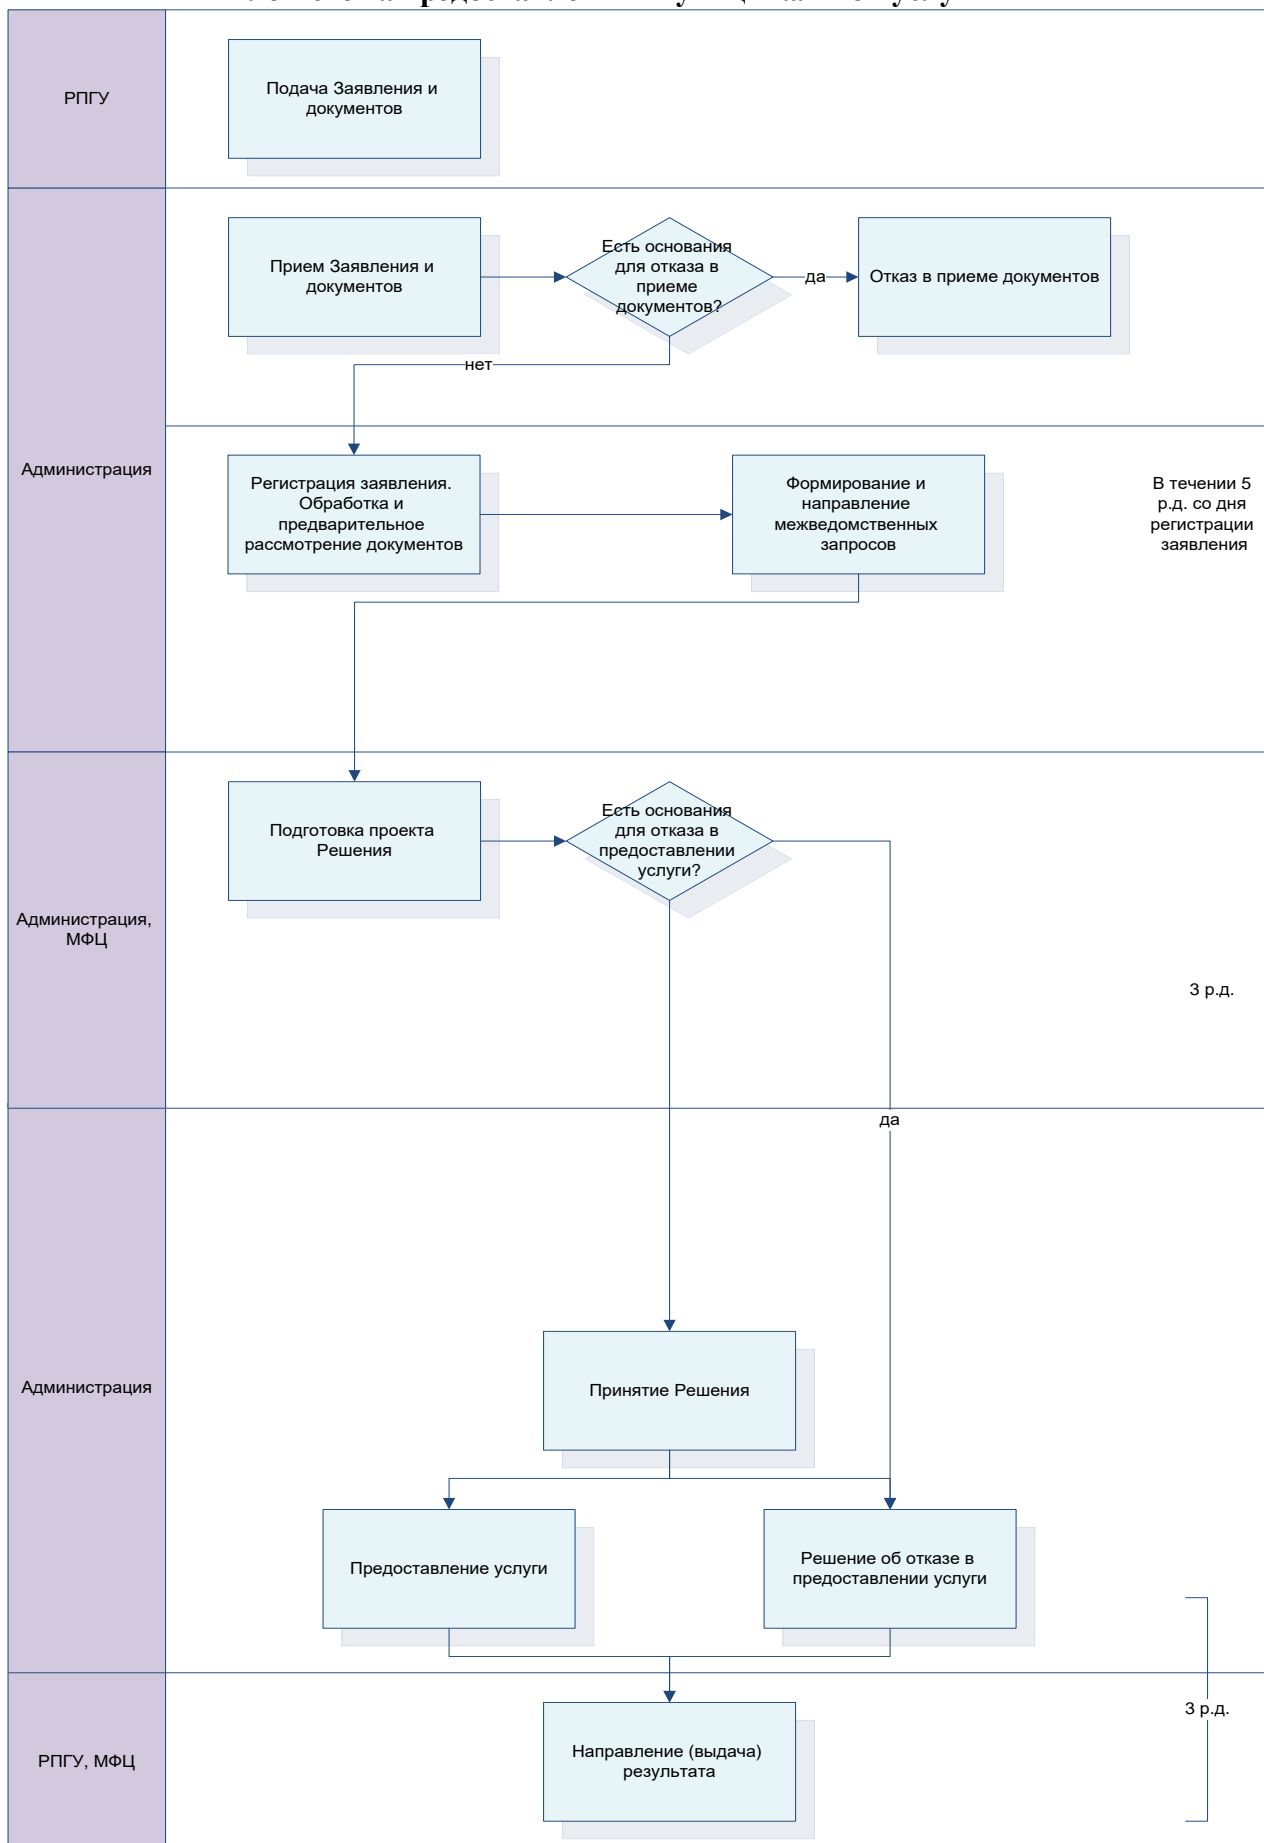 РПГУ
Подача Заявления и
документов
Администрация
Прием Заявления и
документов
Есть основания
для отказа в
приеме
документов?
да
Отказ в приеме документов
нет
Регистрация заявления.
Обработка и
предварительное
рассмотрение документов
Формирование и
направление
межведомственных
запросов
В течении 5
р.д. со дня
регистрации
заявления
Администрация,
МФЦ
Подготовка проекта
Решения
Есть основания
для отказа в
предоставлении
услуги?
3 р.д.
да
Администрация
Принятие Решения
Предоставление услуги
Решение об отказе в
предоставлении услуги
3 р.д.
РПГУ, МФЦ
Направление (выдача)
результата